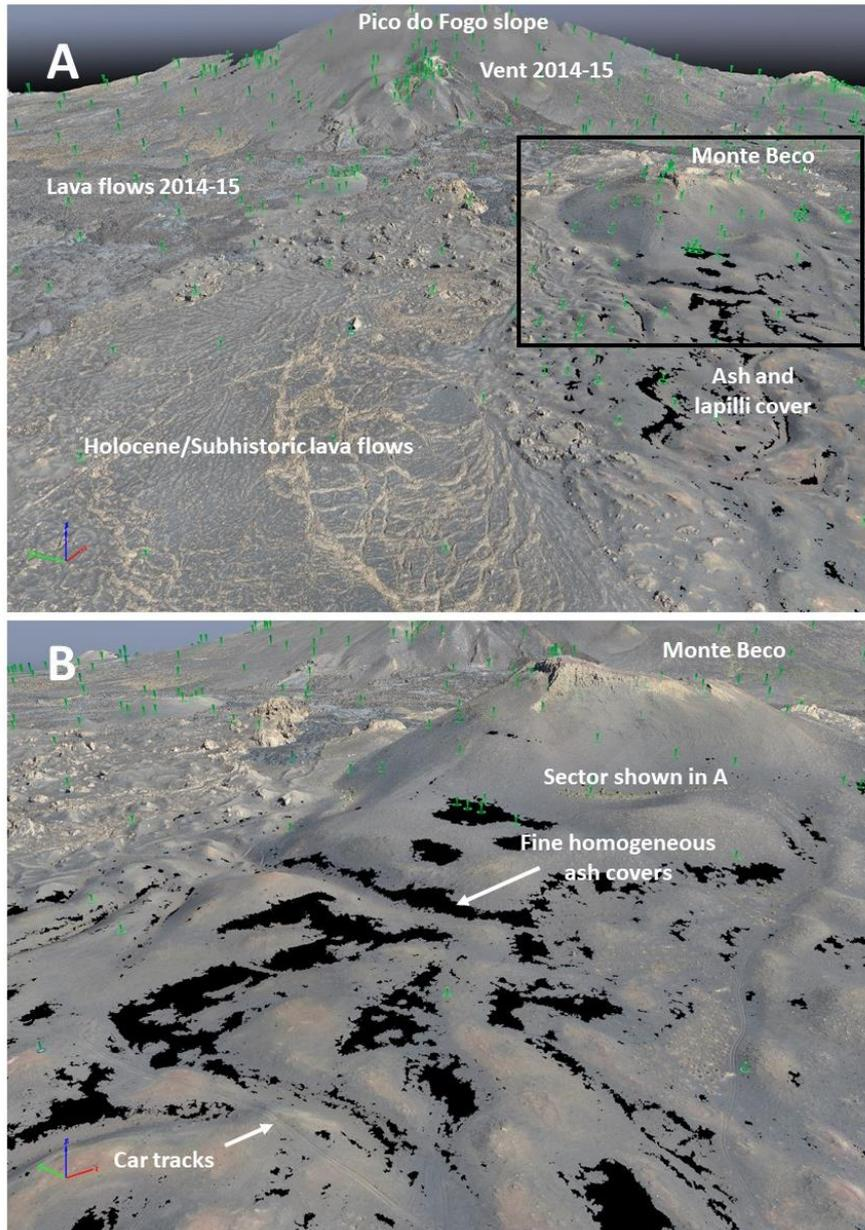 A
Pico do Fogo slope
Vent 2014-15
Monte Beco
Lava flows 2014-15
Ash and
lapilli cover
Holocene/Subhistoric lava flows
B
Monte Beco
Sector shown in A
Fine homogeneous
ash covers
Car tracks